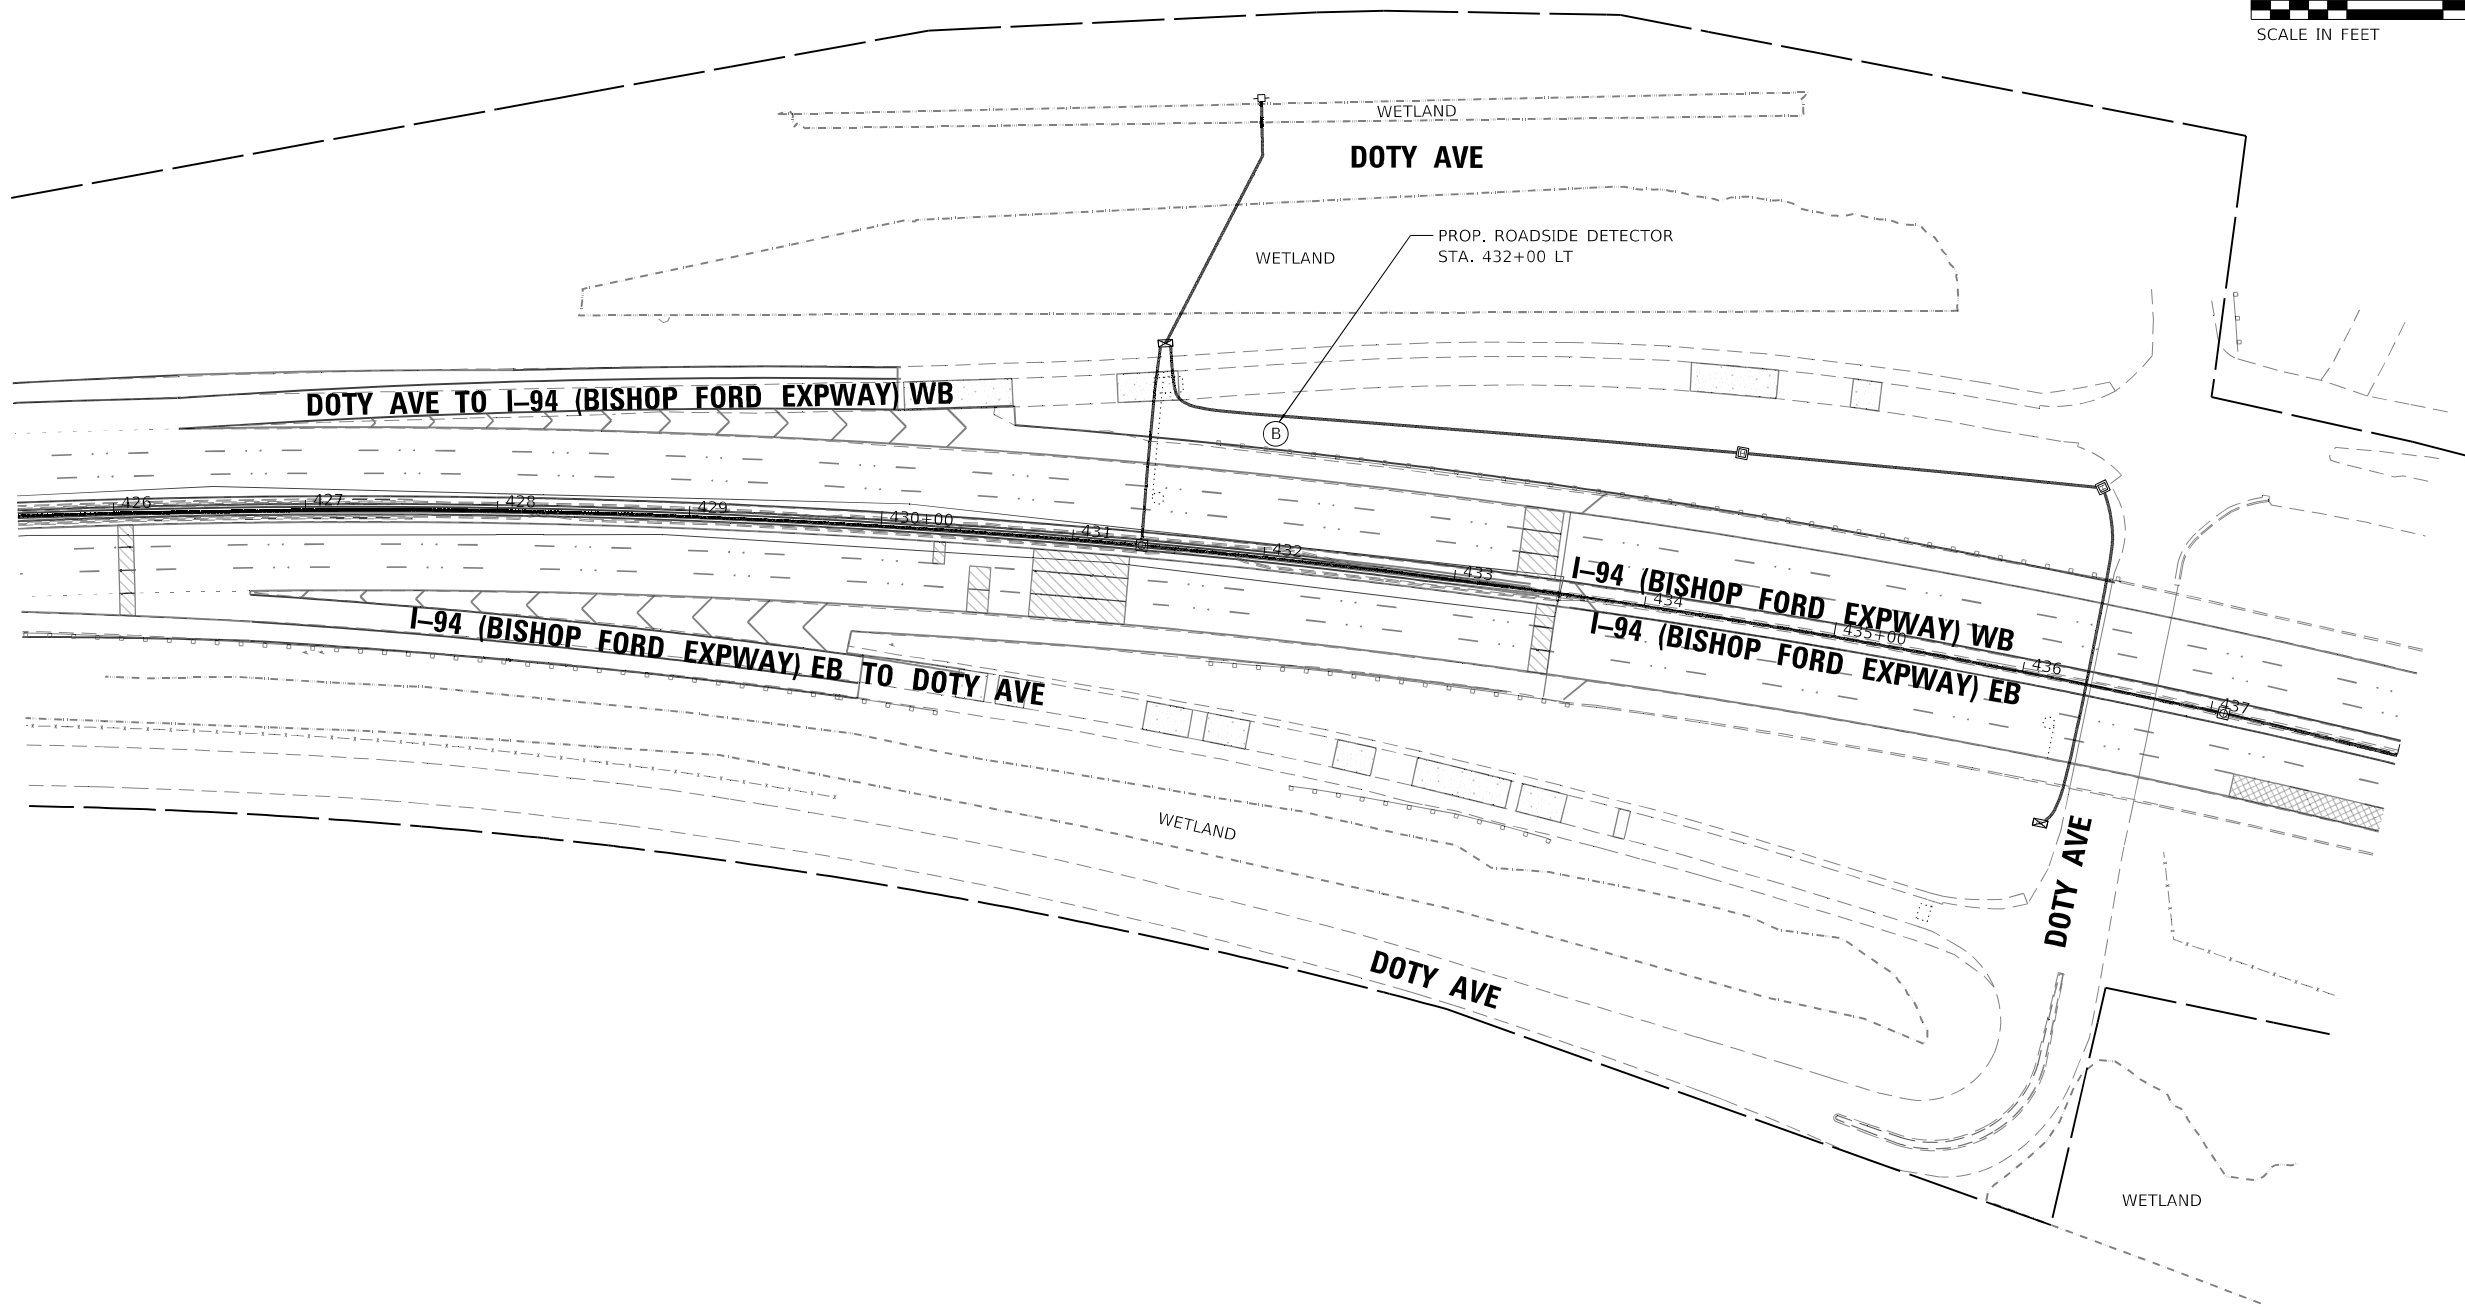 SCALE IN FEET
WETLAND
DOTY AVE
PROP. ROADSIDE DETECTOR
STA. 432+00 LT
WETLAND
DOTY AVE TO I–94 (BISHOP FORD EXPWAY) WB
B
426
427
428
429
430+00
431
432
433
434
435+00
436
437
I–94 (BISHOP FORD EXPWAY) WB
I–94 (BISHOP FORD EXPWAY) EB
I–94 (BISHOP FORD EXPWAY) EB TO DOTY AVE
WETLAND
DOTY AVE
DOTY AVE
WETLAND